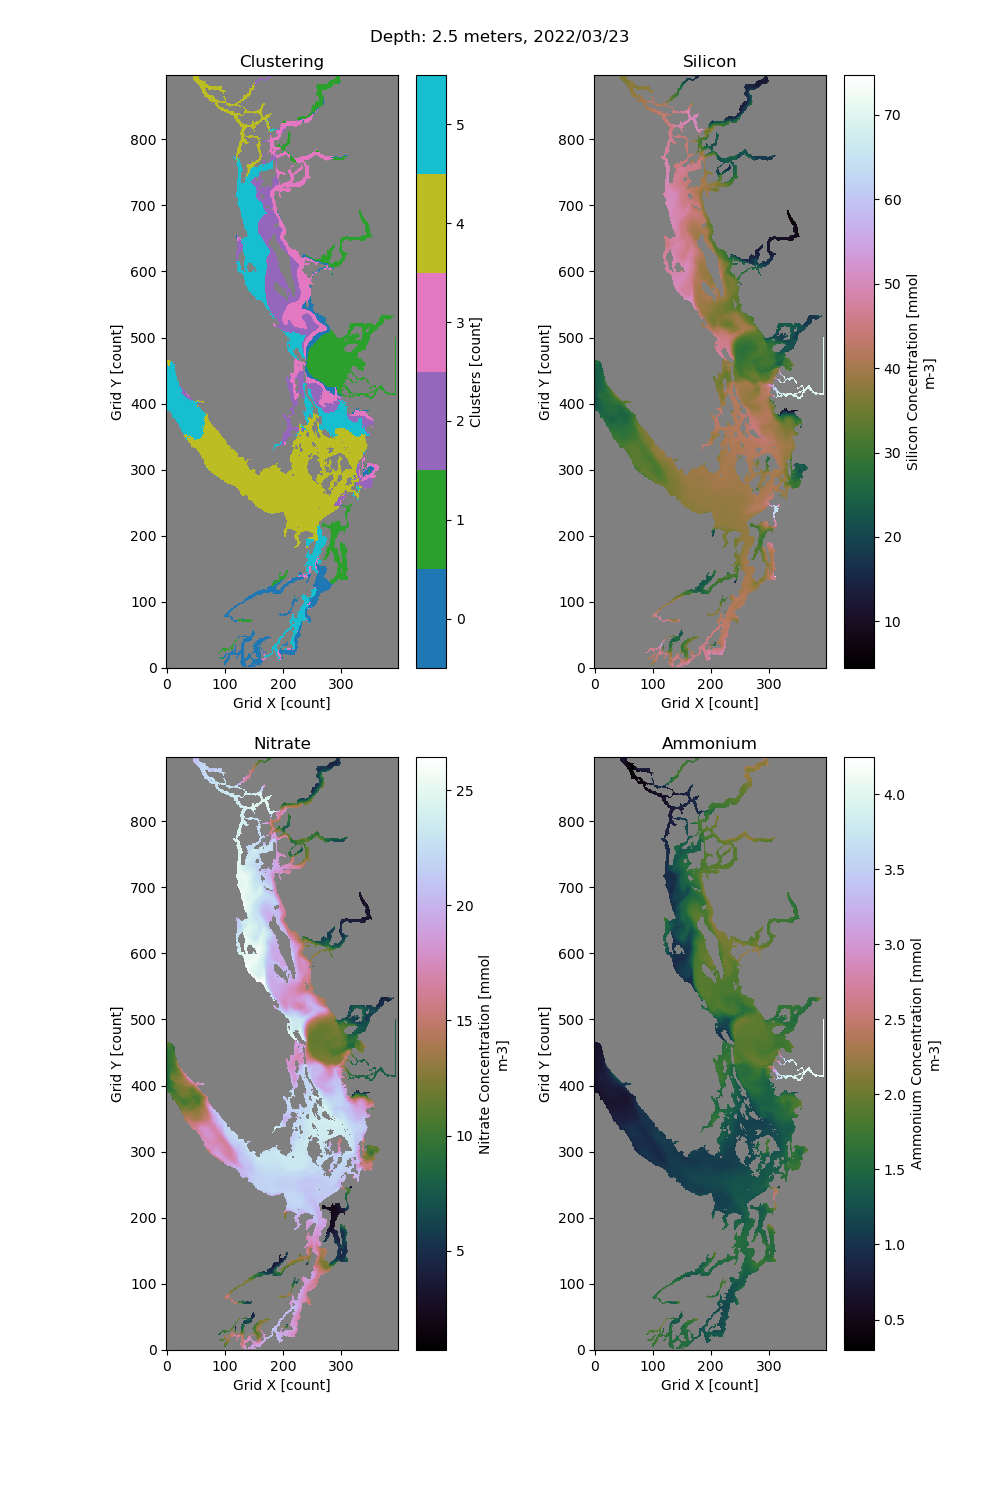 Depth: 2.5 meters, 2022/03/23
Clustering
Silicon
800
700
600
500
400
300
200
100
0
Grid Y [count]
0 100 200 300
Grid X [count]
5
4
3
2
1
0
Clusters [count]
800
700
600
500
400
300
200
100
0
Grid Y [count]
0 100 200 300
Grid X [count]
70
60
50
40
30
20
10
Silicon Concentration [mmol
m-3]
Nitrate
Ammonium
800
700
600
500
400
300
200
100
0
Grid Y [count]
0 100 200 300
Grid X [count]
25
20
15
10
5
Nitrate Concentration [mmol
m-3]
800
700
600
500
400
300
200
100
0
Grid Y [count]
0 100 200 300
Grid X [count]
4.0
3.5
3.0
2.5
2.0
1.5
1.0
0.5
Ammonium Concentration [mmol
m-3]